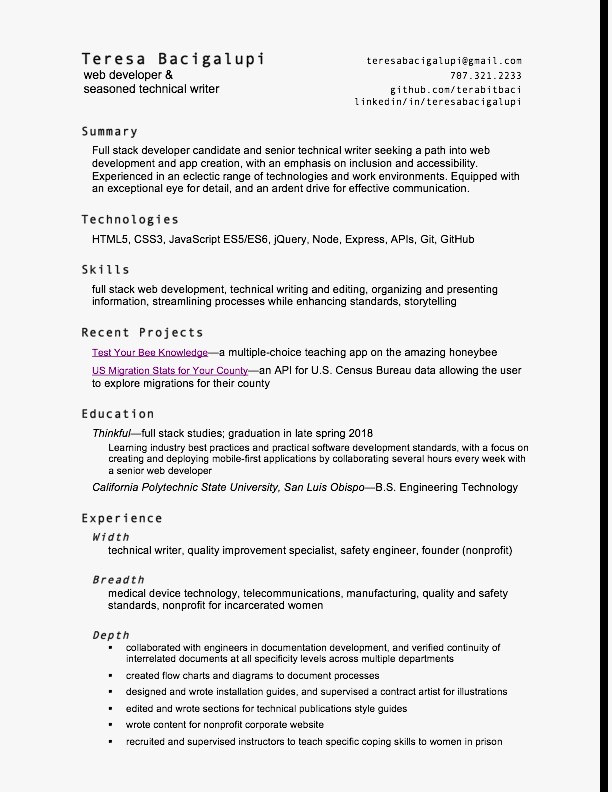 Teresa Bacigalupi
web developer &
seasoned technical writer
teresabacigalupi@gmail.com
707.321.2233
github.com/terabitbaci
linkedin/in/teresabacigalupi
Summary
Full stack developer candidate and senior technical writer seeking a path into web
development and app creation, with an emphasis on inclusion and accessibility.
Experienced in an eclectic range of technologies and work environments. Equipped with
an exceptional eye for detail, and an ardent drive for effective communication.
Technologies
HTML5, CSS3, JavaScript ES5/ES6, jQuery, Node, Express, APIs, Git, GitHub
Skills
full stack web development, technical writing and editing, organizing and presenting
information, streamlining processes while enhancing standards, storytelling
Recent Projects
Test Your Bee Knowledge—a multiple-choice teaching app on the amazing honeybee
US Migration Stats for Your County—an API for U.S. Census Bureau data allowing the user
to explore migrations for their county
Education
Thinkful—full stack studies; graduation in late spring 2018
Learning industry best practices and practical software development standards, with a focus on
creating and deploying mobile-first applications by collaborating several hours every week with
a senior web developer
California Polytechnic State University, San Luis Obispo—B.S. Engineering Technology
Experience
Width
technical writer, quality improvement specialist, safety engineer, founder (nonprofit)
Breadth
medical device technology, telecommunications, manufacturing, quality and safety
standards, nonprofit for incarcerated women
Depth
▪ collaborated with engineers in documentation development, and verified continuity of
interrelated documents at all specificity levels across multiple departments
▪ created flow charts and diagrams to document processes
▪ designed and wrote installation guides, and supervised a contract artist for illustrations
▪ edited and wrote sections for technical publications style guides
▪ wrote content for nonprofit corporate website
▪ recruited and supervised instructors to teach specific coping skills to women in prison